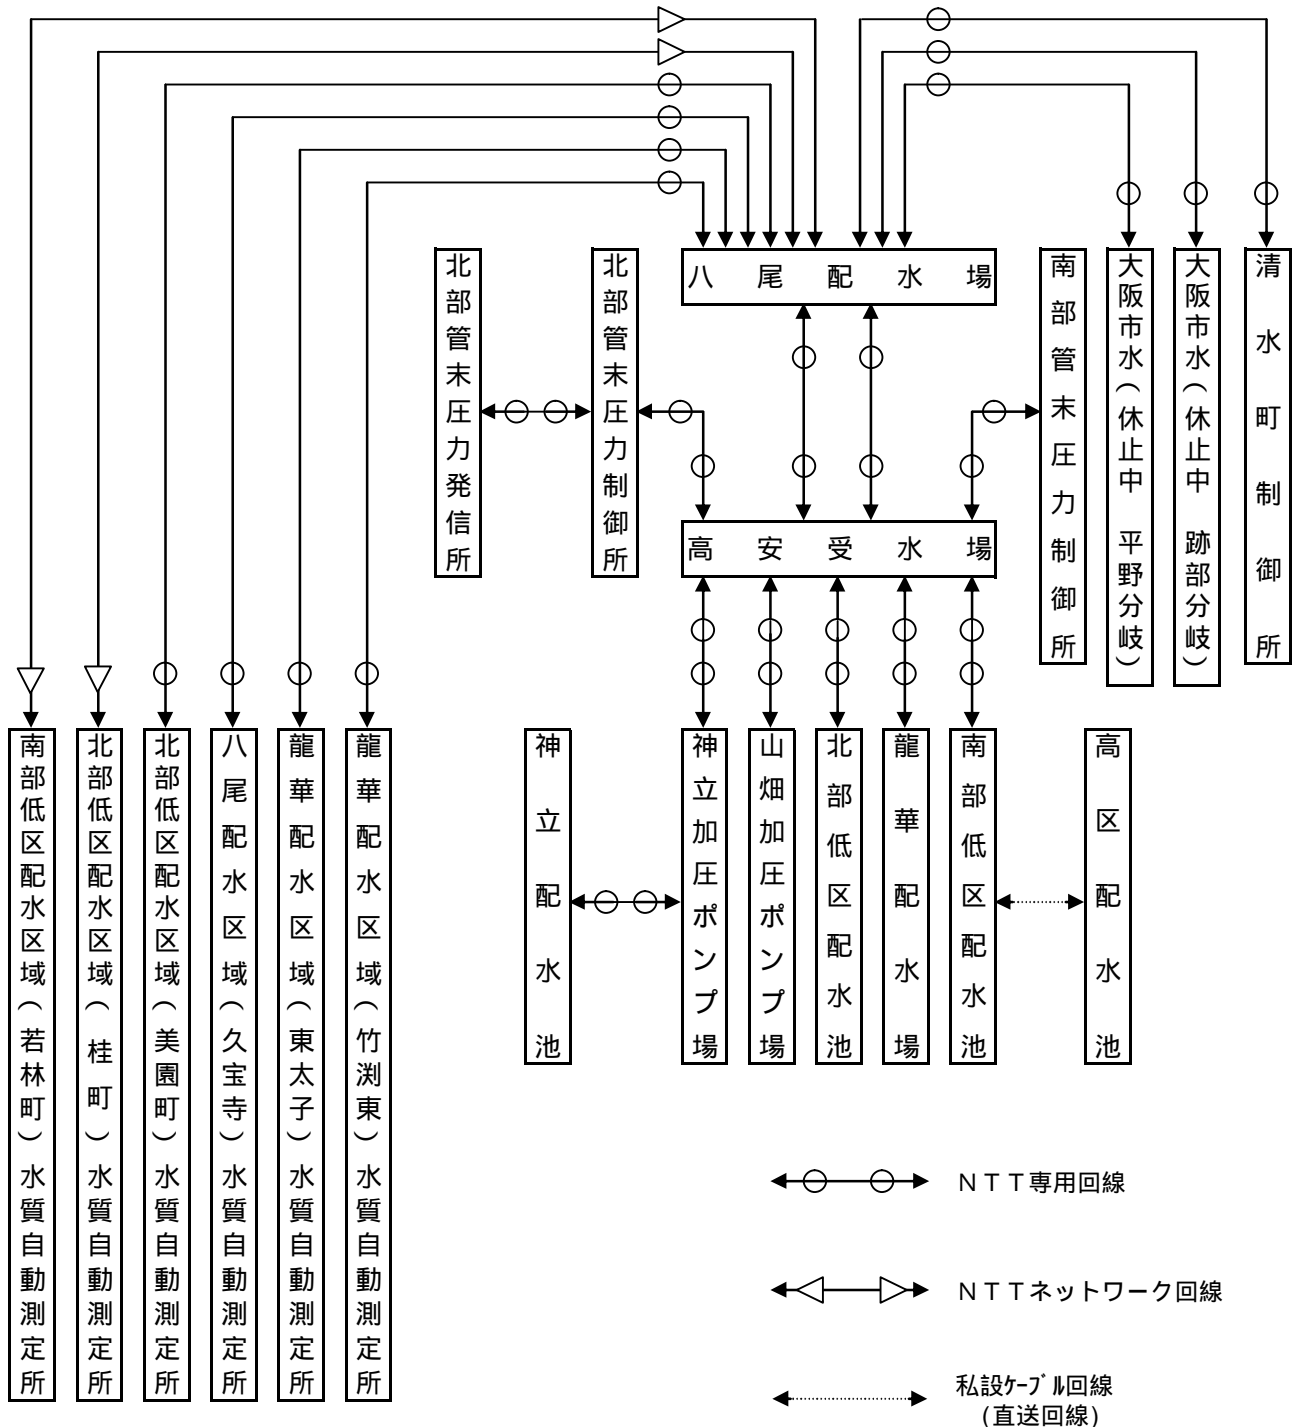 八尾配水場
北部管末圧力発信所
北部管末圧力制御所
南部管末圧力制御所
大阪市水(休止中 平野分岐)
大阪市水(休止中 跡部分岐)
清水町制御所
高安受水場
南部低区配水区域(若林町)水質自動測定所
北部低区配水区域(桂町)水質自動測定所
北部低区配水区域(美園町)水質自動測定所
八尾配水区域(久宝寺)水質自動測定所
龍華配水区域(東太子)水質自動測定所
龍華配水区域(竹渕東)水質自動測定所
神立配水池
神立加圧ポンプ場
山畑加圧ポンプ場
北部低区配水池
龍華配水場
南部低区配水池
高区配水池
NTT専用回線
NTTネットワーク回線
私設ケーブル回線
(直送回線)